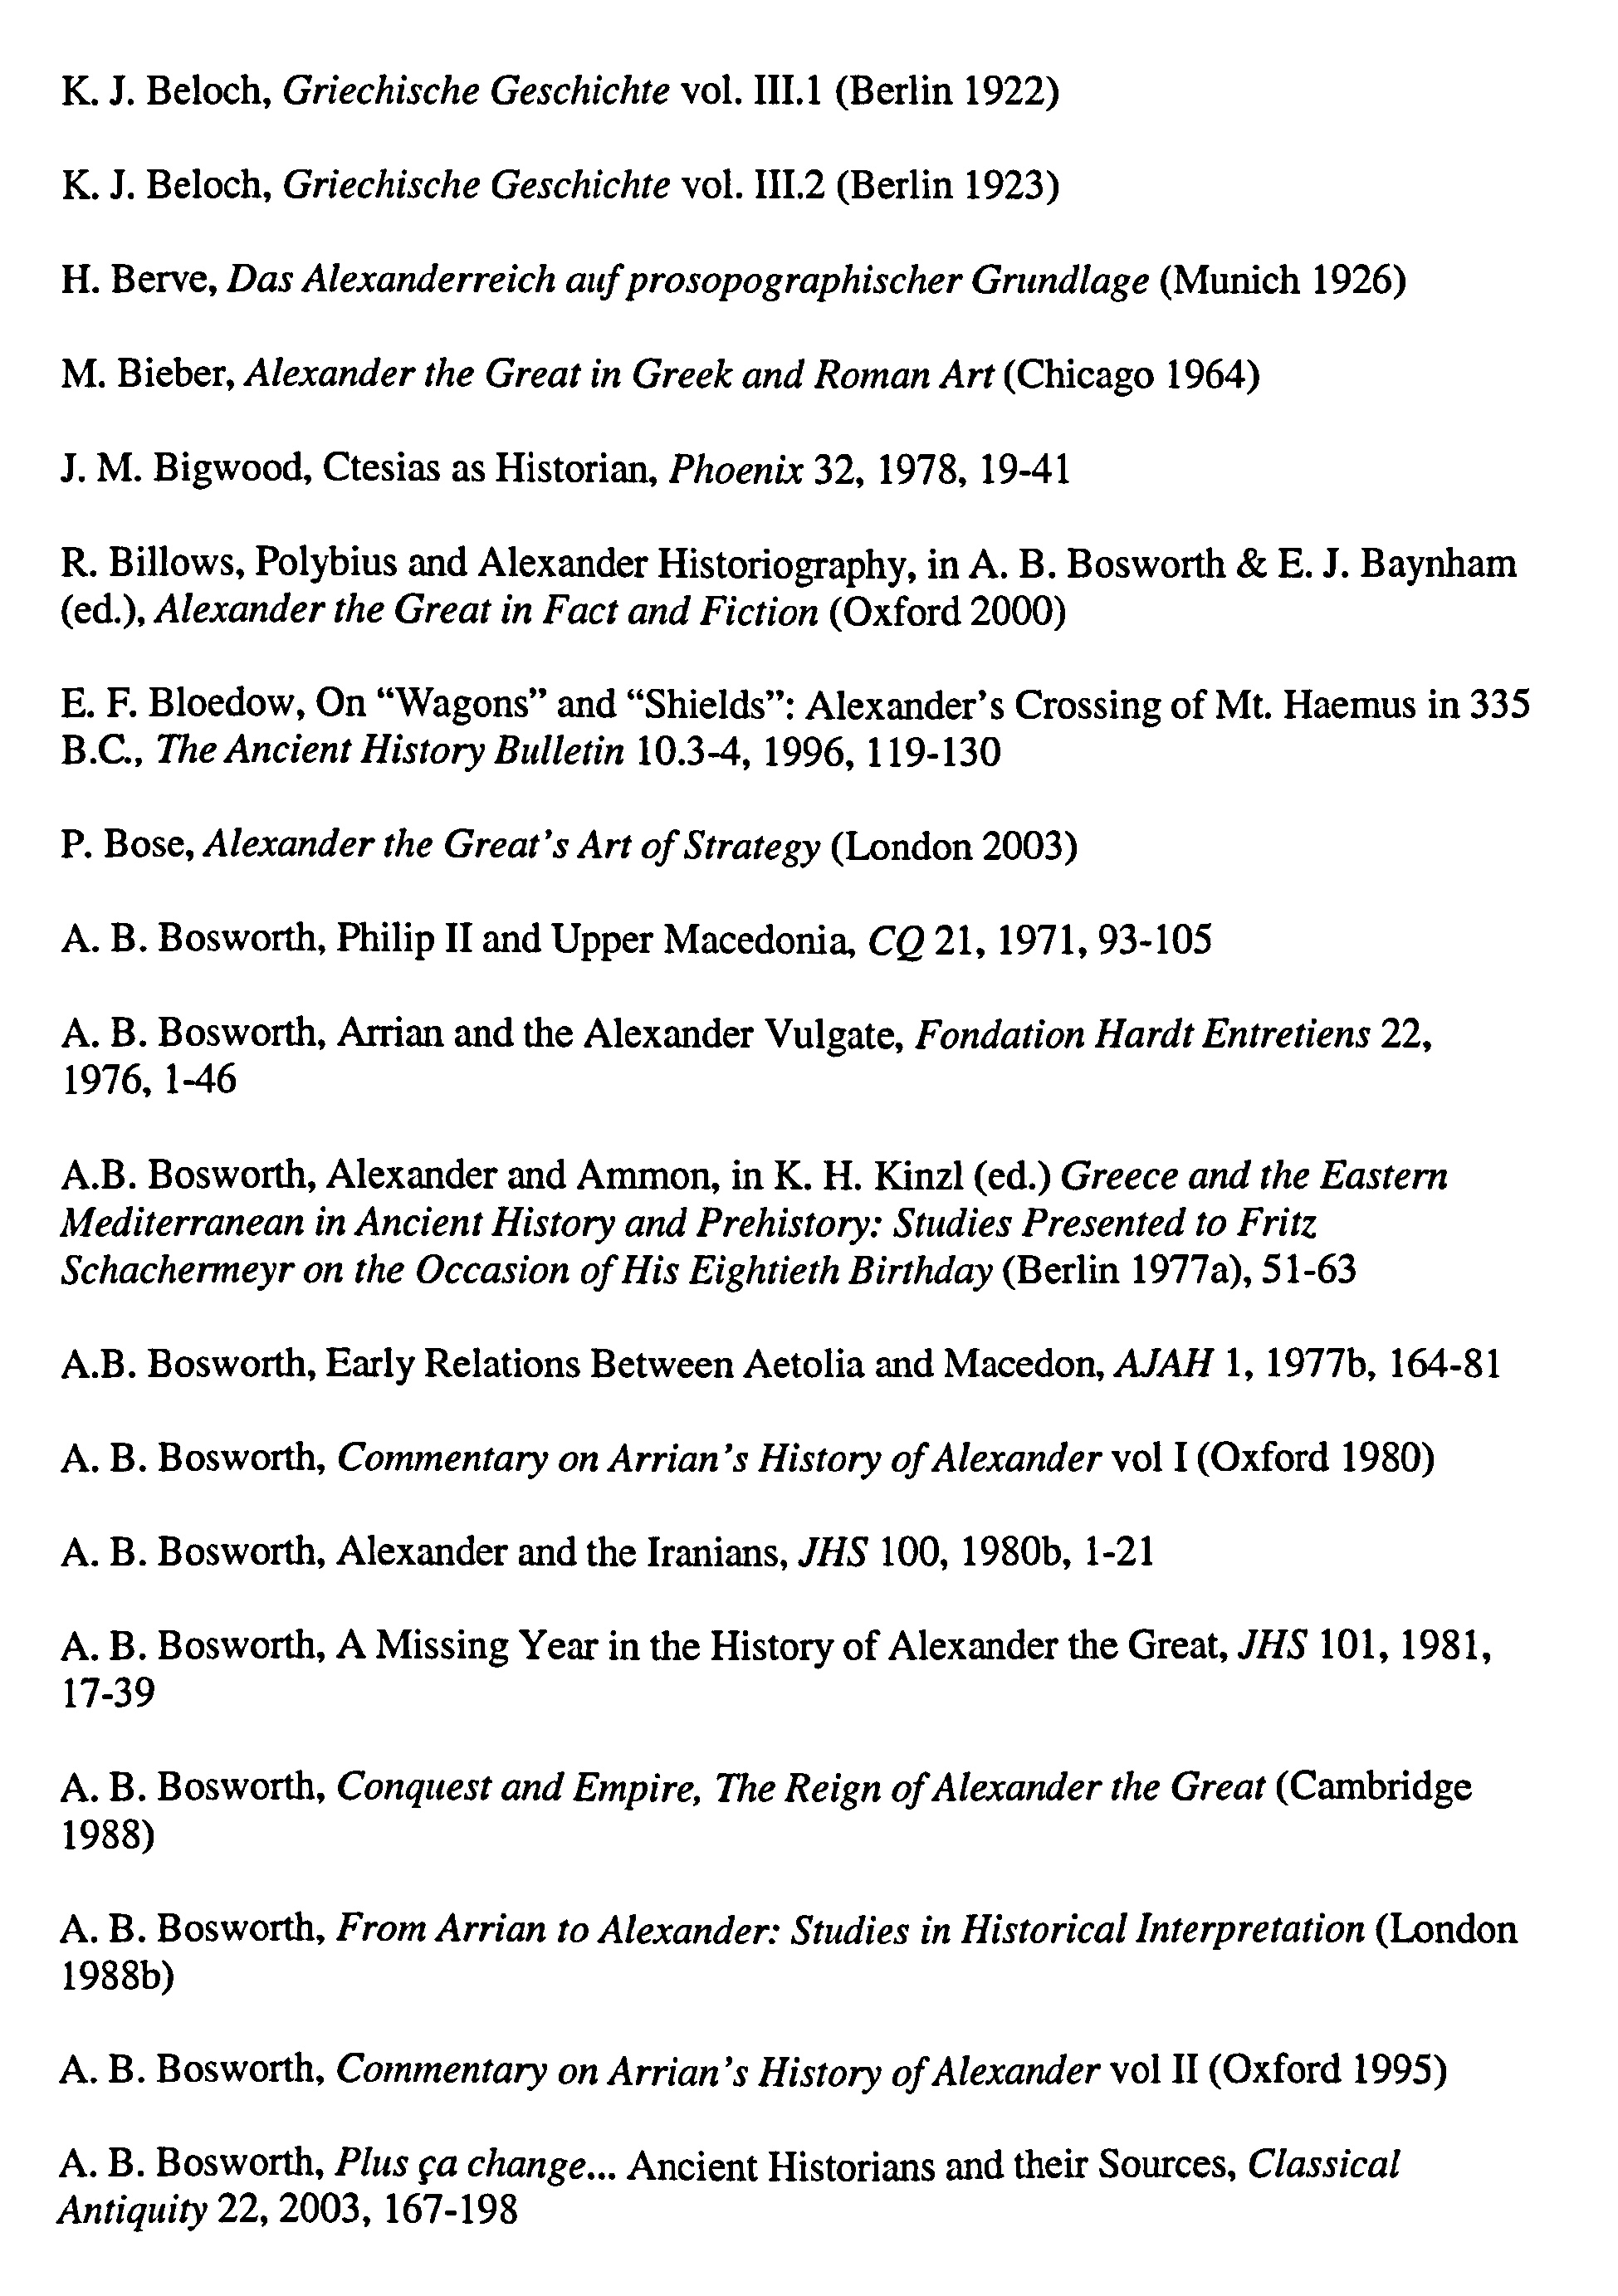 K. J. Beloch, Griechische Geschichte vol. III.1 (Berlin 1922)
K. J. Beloch, Griechische Geschichte vol. III.2 (Berlin 1923)
H. Berve, Das Alexanderreich auf prosopographischer Grundlage (Munich 1926)
M. Bieber, Alexander the Great in Greek and Roman Art (Chicago 1964)
J. M. Bigwood, Ctesias as Historian, Phoenix 32, 1978, 19-41
R. Billows, Polybius and Alexander Historiography, in A. B. Bosworth & E. J. Baynham
(ed.), Alexander the Great in Fact and Fiction (Oxford 2000)
E. F. Bloedow, On “Wagons” and “Shields”: Alexander’s Crossing of Mt. Haemus in 335
B.C., The Ancient History Bulletin 10.3-4, 1996, 119-130
P. Bose, Alexander the Great’s Art of Strategy (London 2003)
A. B. Bosworth, Philip II and Upper Macedonia, CQ 21, 1971, 93-105
A. B. Bosworth, Arrian and the Alexander Vulgate, Fondation Hardt Entretiens 22,
1976, 1-46
A.B. Bosworth, Alexander and Ammon, in K. H. Kinzl (ed.) Greece and the Eastern
Mediterranean in Ancient History and Prehistory: Studies Presented to Fritz
Schachermeyr on the Occasion of His Eightieth Birthday (Berlin 1977a), 51-63
A.B. Bosworth, Early Relations Between Aetolia and Macedon, AJAH 1, 1977b, 164-81
A. B. Bosworth, Commentary on Arrian’s History of Alexander vol I (Oxford 1980)
A. B. Bosworth, Alexander and the Iranians, JHS 100, 1980b, 1-21
A. B. Bosworth, A Missing Year in the History of Alexander the Great, JHS 101, 1981,
17-39
A. B. Bosworth, Conquest and Empire, The Reign of Alexander the Great (Cambridge
1988)
A. B. Bosworth, From Arrian to Alexander: Studies in Historical Interpretation (London
1988b)
A. B. Bosworth, Commentary on Arrian’s History of Alexander vol II (Oxford 1995)
A. B. Bosworth, Plus ça change... Ancient Historians and their Sources, Classical
Antiquity 22, 2003, 167-198